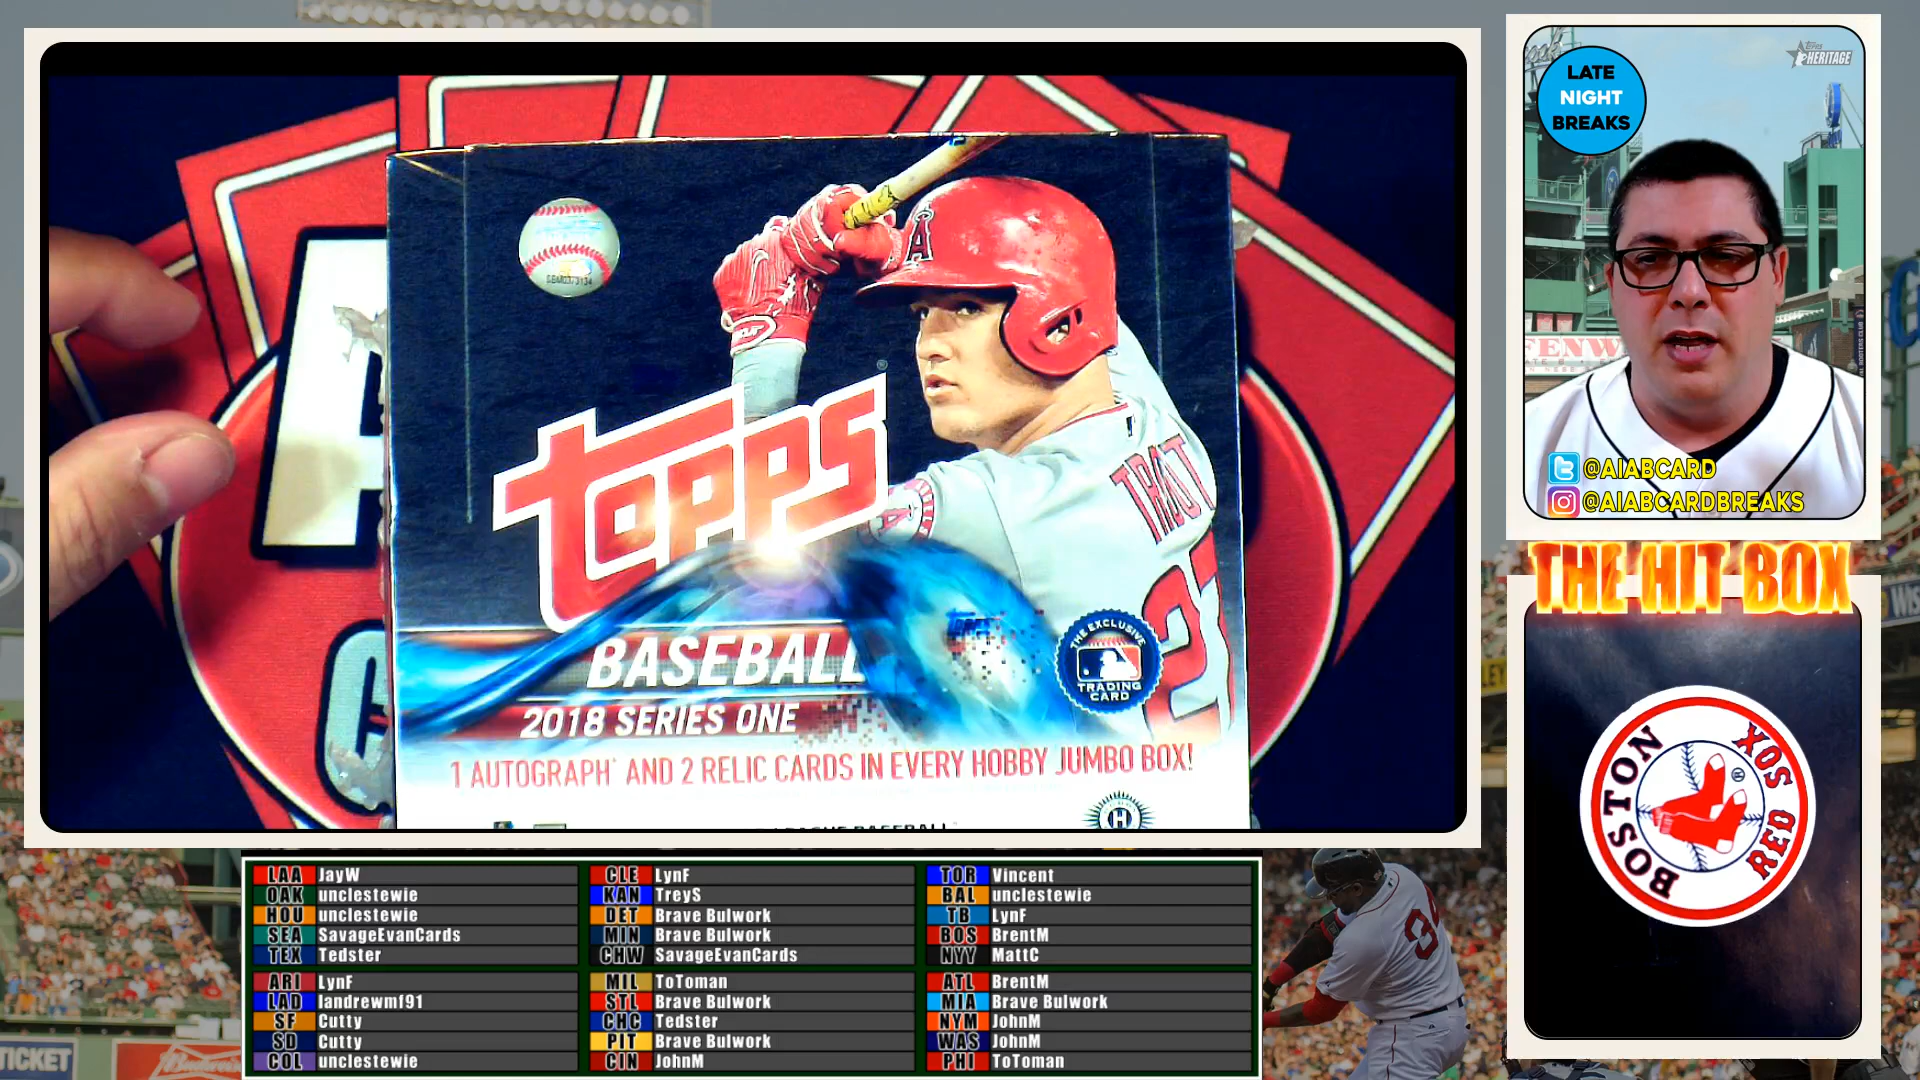 TOPPS
BASEBALL
2018 SERIES ONE
1 AUTOGRAPH* AND 2 RELIC CARDS IN EVERY HOBBY JUMBO BOX!
THE EXCLUSIVE
TRADING
CARD
TROUT
A
H
LATE
NIGHT
BREAKS
Topps
HERITAGE
@AIABCARD
@AIABCARDBREAKS
THE HIT BOX
BOSTON
RED SOX
LAA JayW
OAK unclestewie
HOU unclestewie
SEA SavageEvanCards
TEX Tedster
ARI LynF
LAD landrewmf91
SF Cutty
SD Cutty
COL unclestewie
CLE LynF
KAN TreyS
DET Brave Bulwork
MIN Brave Bulwork
CHW SavageEvanCards
MIL ToToman
STL Brave Bulwork
CHC Tedster
PIT Brave Bulwork
CIN JohnM
TOR Vincent
BAL unclestewie
TB LynF
BOS BrentM
NYY MattC
ATL BrentM
MIA Brave Bulwork
NYM JohnM
WAS JohnM
PHI ToToman
34
TICKET
Budweiser